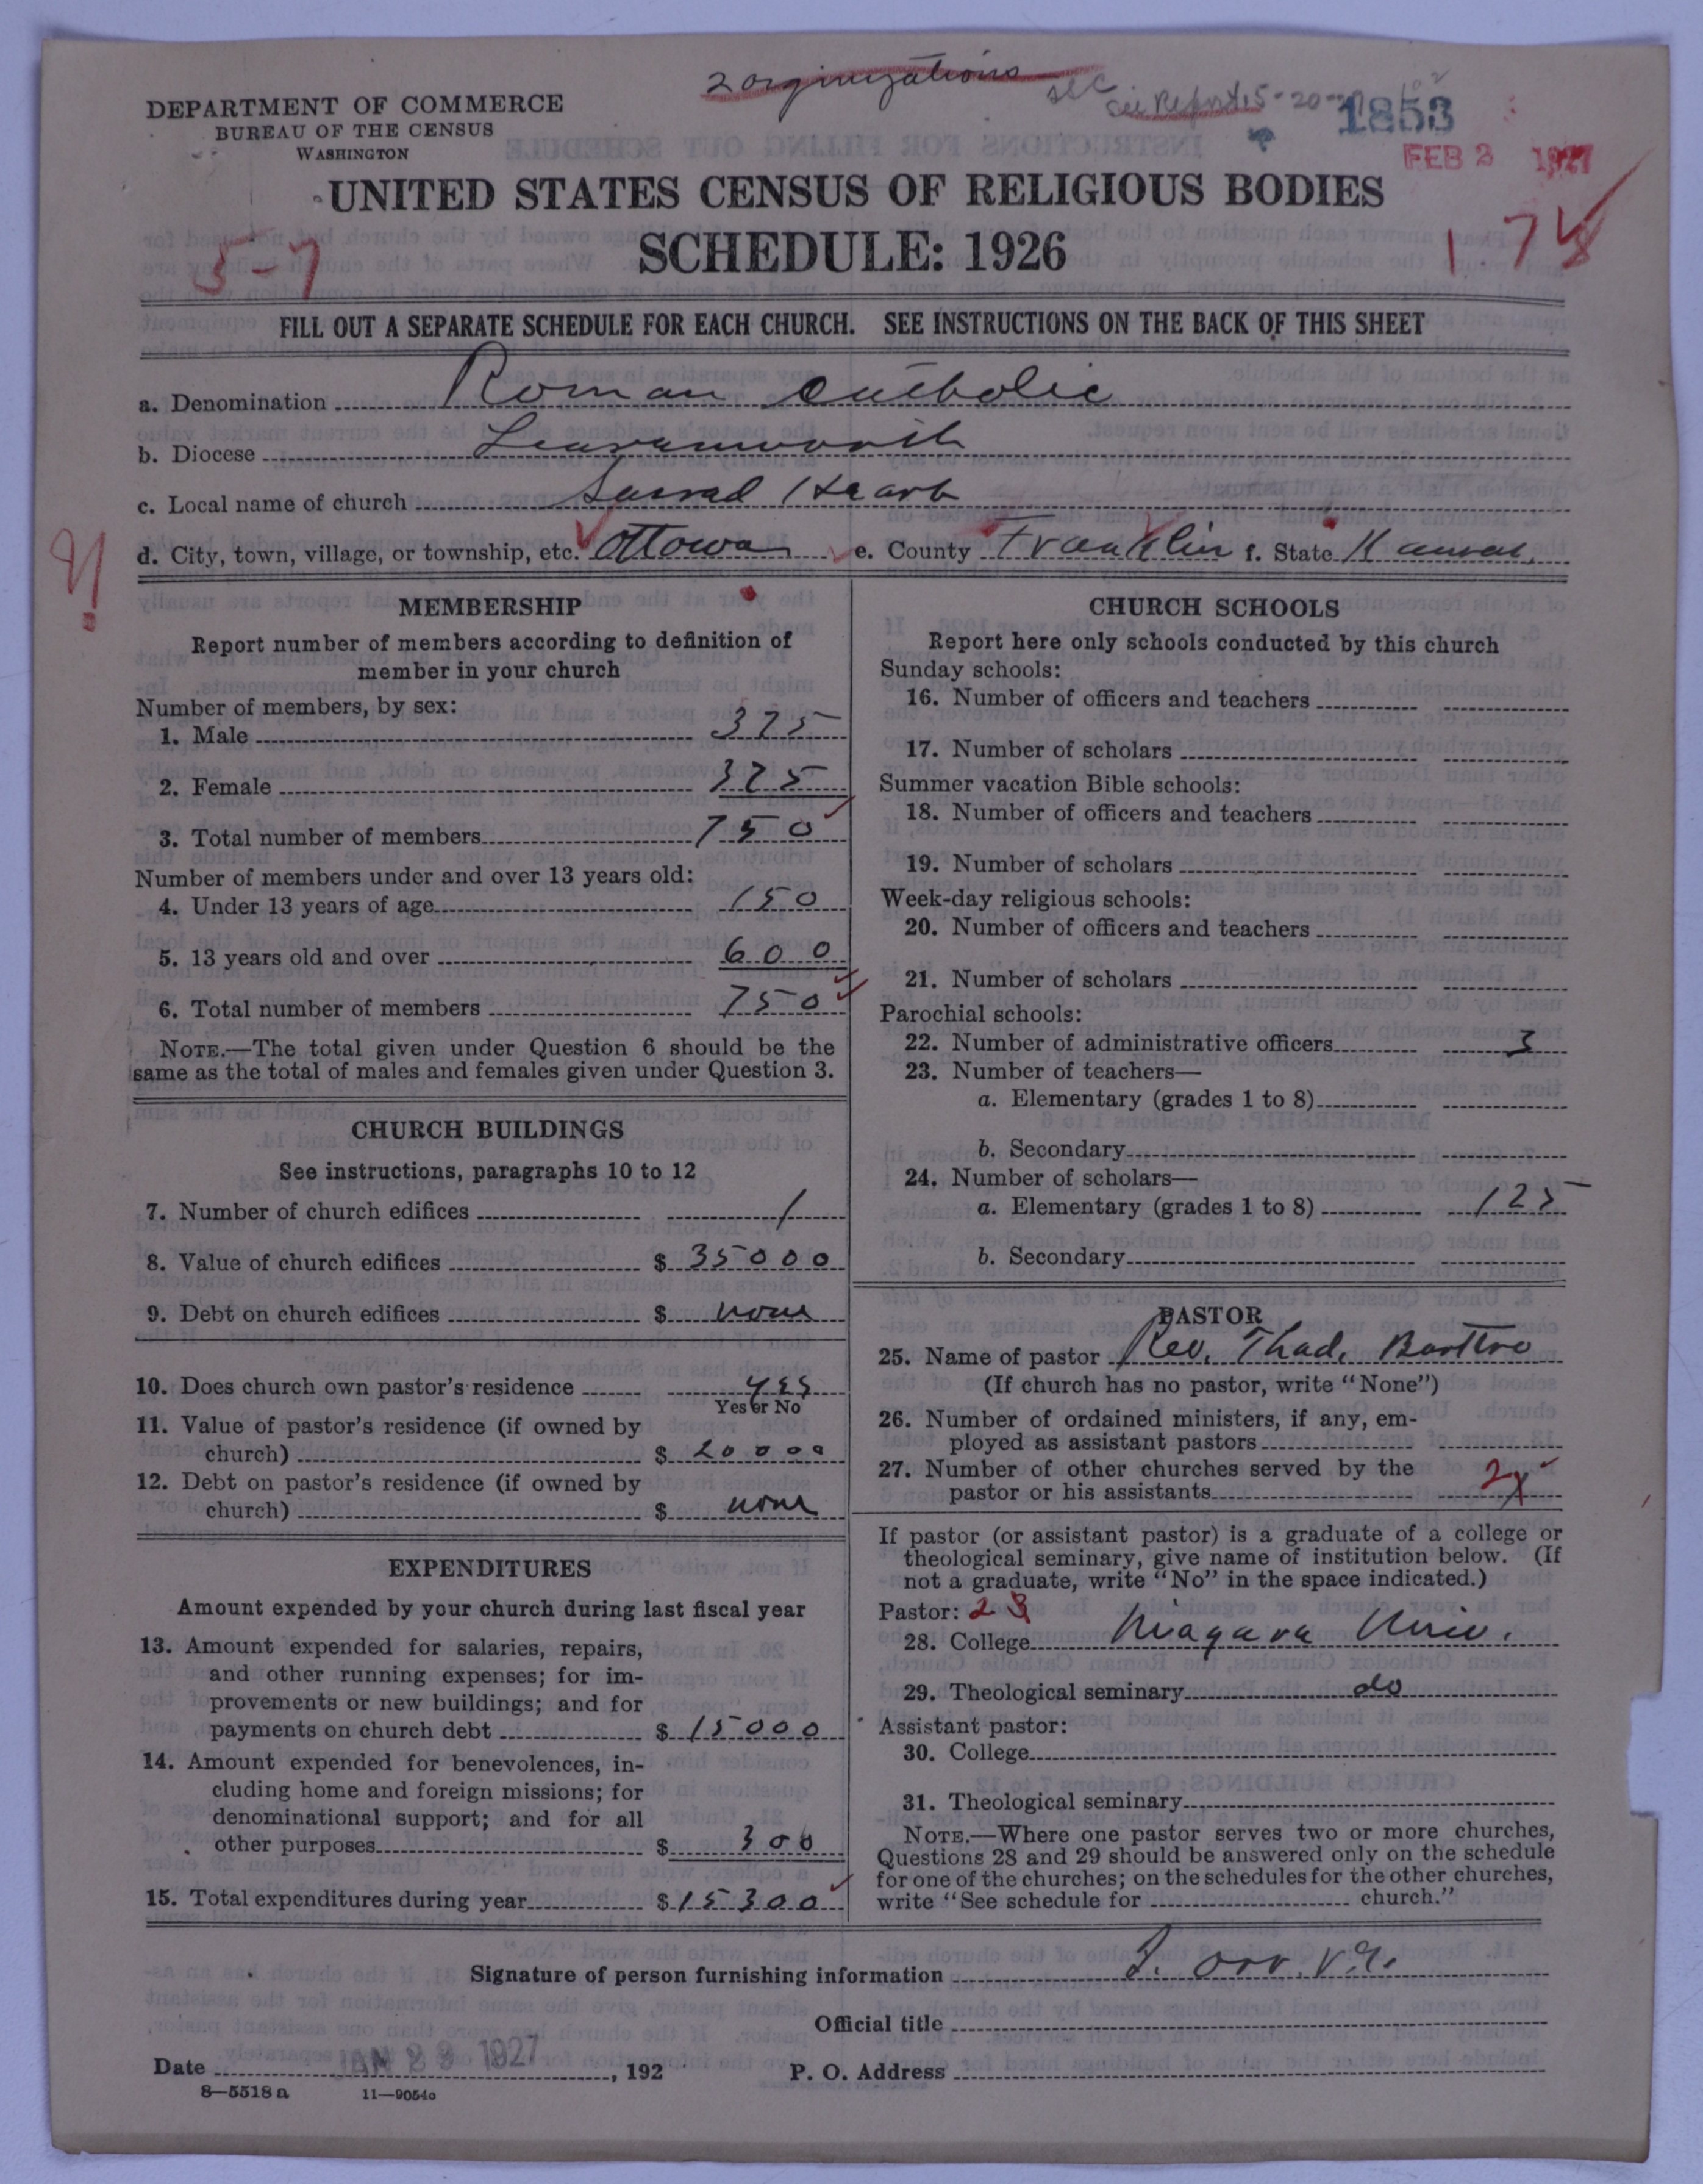 2 orginizations
DEPARTMENT OF COMMERCE
BUREAU OF THE CENSUS
WASHINGTON
1853
FEB 3 1927
UNITED STATES CENSUS OF RELIGIOUS BODIES
SCHEDULE: 1926
5-7
FILL OUT A SEPARATE SCHEDULE FOR EACH CHURCH. SEE INSTRUCTIONS ON THE BACK OF THIS SHEET
a. Denomination Roman Catholic
b. Diocese Leavenworth
c. Local name of church Sacred Heart
d. City, town, village, or township, etc. Ottowa e. County Franklin f. State Kansas
MEMBERSHIP
Report number of members according to definition of
member in your church
Number of members, by sex:
1. Male 375
2. Female 375
3. Total number of members 750
Number of members under and over 13 years old:
4. Under 13 years of age 150
5. 13 years old and over 600
6. Total number of members 750
NOTE.—The total given under Question 6 should be the
same as the total of males and females given under Question 3.
CHURCH BUILDINGS
See instructions, paragraphs 10 to 12
7. Number of church edifices 1
8. Value of church edifices $ 35000
9. Debt on church edifices $ none
10. Does church own pastor's residence yes
Yes or No
11. Value of pastor's residence (if owned by
church) $ 20000
12. Debt on pastor's residence (if owned by
church) $ none
EXPENDITURES
Amount expended by your church during last fiscal year
13. Amount expended for salaries, repairs,
and other running expenses; for im-
provements or new buildings; and for
payments on church debt $ 15000
14. Amount expended for benevolences, in-
cluding home and foreign missions; for
denominational support; and for all
other purposes $ 300
15. Total expenditures during year $ 15300
CHURCH SCHOOLS
Report here only schools conducted by this church
Sunday schools:
16. Number of officers and teachers
17. Number of scholars
Summer vacation Bible schools:
18. Number of officers and teachers
19. Number of scholars
Week-day religious schools:
20. Number of officers and teachers
21. Number of scholars
Parochial schools:
22. Number of administrative officers 3
23. Number of teachers—
a. Elementary (grades 1 to 8)
b. Secondary
24. Number of scholars—
a. Elementary (grades 1 to 8) 125
b. Secondary
PASTOR
25. Name of pastor Rev. Thad.
(If church has no pastor, write "None")
26. Number of ordained ministers, if any, em-
ployed as assistant pastors
27. Number of other churches served by the
pastor or his assistants 2
If pastor (or assistant pastor) is a graduate of a college or
theological seminary, give name of institution below. (If
not a graduate, write "No" in the space indicated.)
Pastor: 23
28. College Niagara Univ.
29. Theological seminary do
Assistant pastor:
30. College
31. Theological seminary
NOTE.—Where one pastor serves two or more churches,
Questions 28 and 29 should be answered only on the schedule
for one of the churches; on the schedules for the other churches,
write "See schedule for church."
Signature of person furnishing information
Official title
Date JAN 29 1927, 192 P. O. Address
8—5518 a 11—9054o